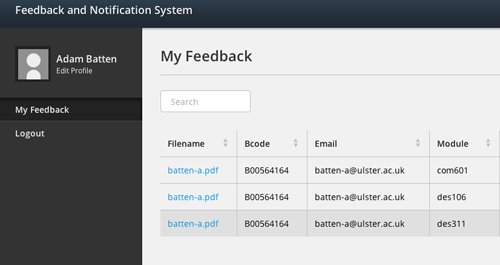 Feedback and Notification System
Adam Batten
Edit Profile
My Feedback
Logout
My Feedback
Search
Filename Bcode Email Module
batten-a.pdf B00564164 batten-a@ulster.ac.uk com601
batten-a.pdf B00564164 batten-a@ulster.ac.uk des106
batten-a.pdf B00564164 batten-a@ulster.ac.uk des311